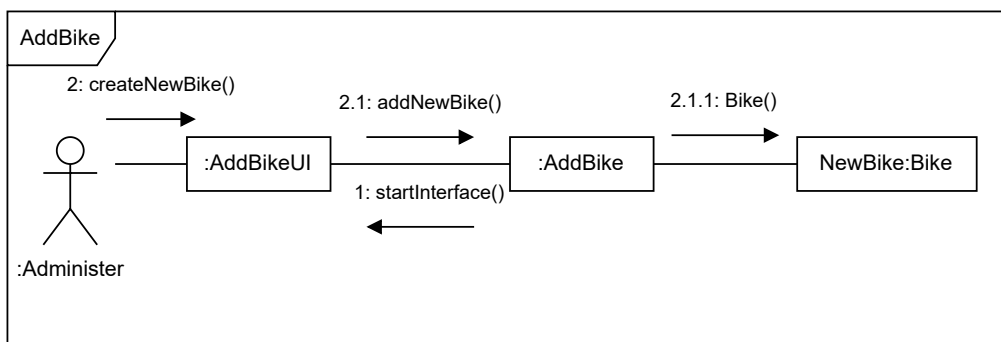 AddBike
2: createNewBike()
2.1: addNewBike()
2.1.1: Bike()
:AddBikeUI
:AddBike
NewBike:Bike
1: startInterface()
:Administer